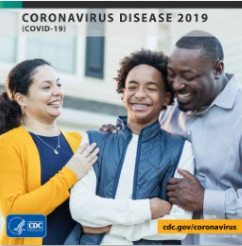 CORONAVIRUS DISEASE 2019
(COVID-19)
CDC
cdc.gov/coronavirus